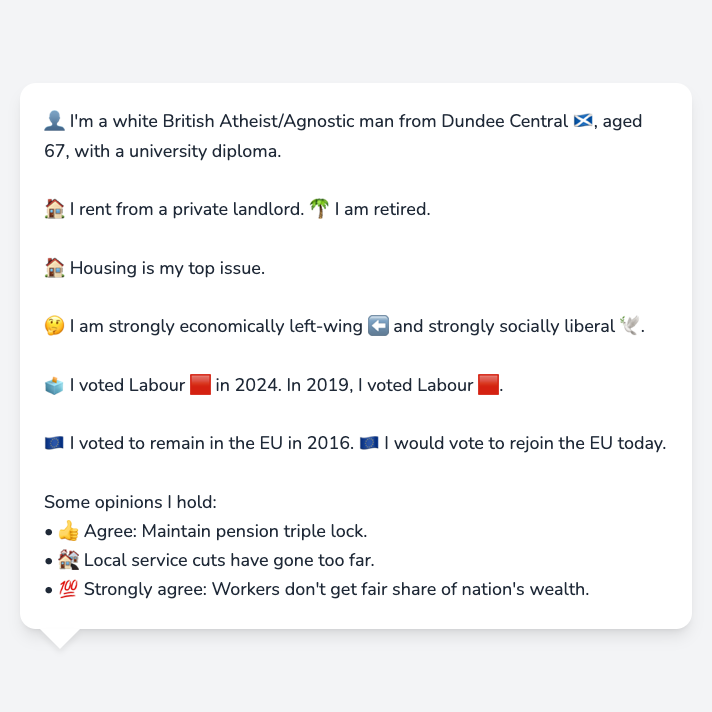 👤 I'm a white British Atheist/Agnostic man from Dundee Central 🏴󠁧󠁢󠁳󠁣󠁴󠁿, aged
67, with a university diploma.
🏠 I rent from a private landlord. 🌴 I am retired.
🏠 Housing is my top issue.
🤔 I am strongly economically left-wing ⬅️ and strongly socially liberal 🕊️.
🗳️ I voted Labour 🟥 in 2024. In 2019, I voted Labour 🟥.
🇪🇺 I voted to remain in the EU in 2016. 🇪🇺 I would vote to rejoin the EU today.
Some opinions I hold:
• 👍 Agree: Maintain pension triple lock.
• 🏚️ Local service cuts have gone too far.
• 💯 Strongly agree: Workers don't get fair share of nation's wealth.